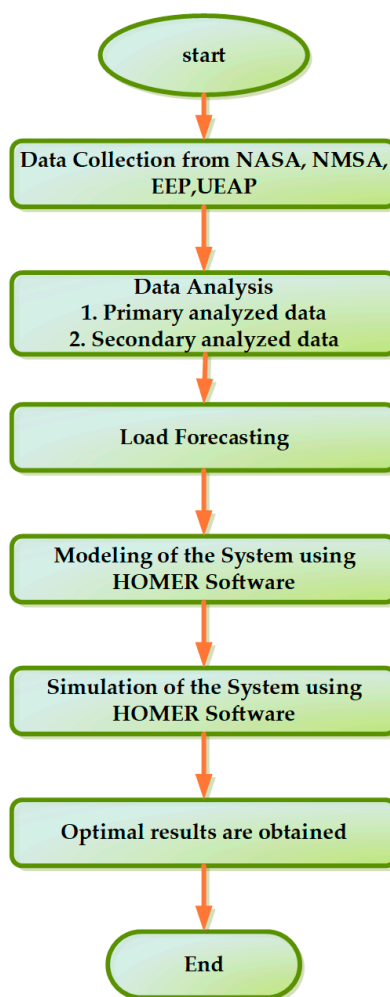 start
Data Collection from NASA, NMSA,
EEP,UEAP
Data Analysis
1. Primary analyzed data
2. Secondary analyzed data
Load Forecasting
Modeling of the System using
HOMER Software
Simulation of the System using
HOMER Software
Optimal results are obtained
End